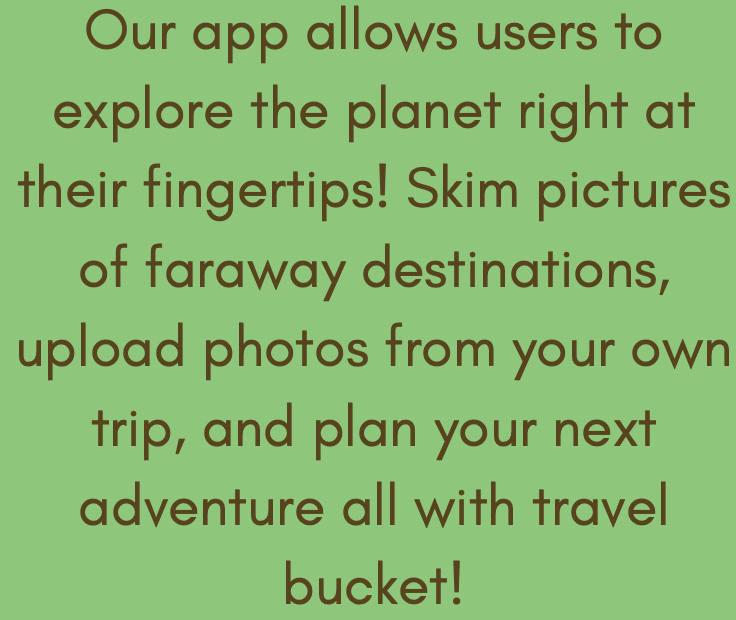 Our app allows users to
explore the planet right at
their fingertips! Skim pictures
of faraway destinations,
upload photos from your own
trip, and plan your next
adventure all with travel
bucket!